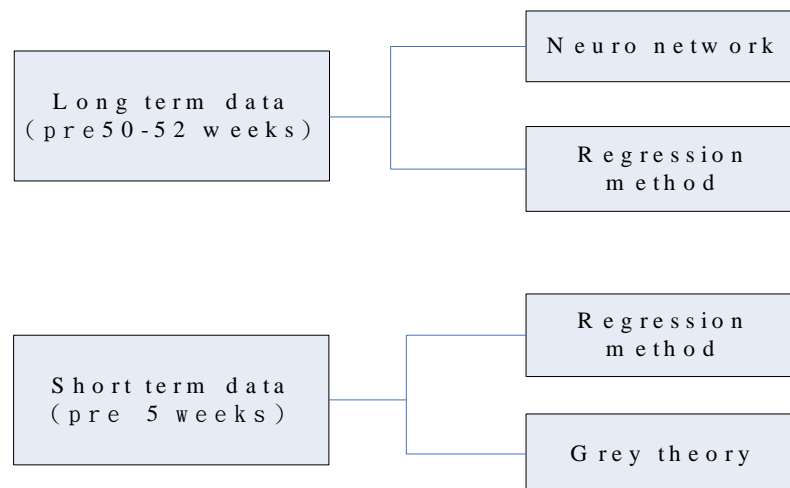 Neuro network
Long term data
(pre50-52 weeks)
Regression
method
Regression
method
Short term data
(pre 5 weeks)
Grey theory